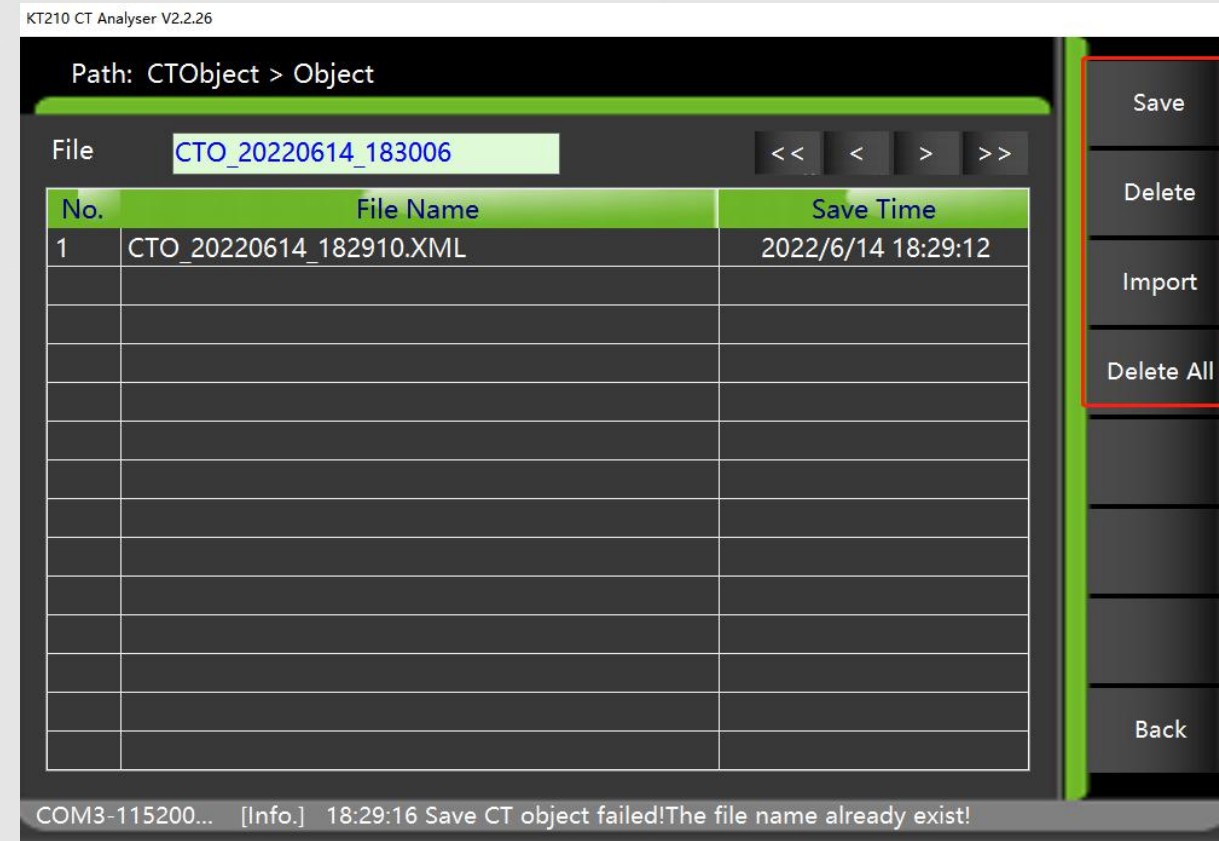 KT210 CT Analyser V2.2.26
Path: CTObject > Object
File CTO_20220614_183006 << < > >>
No. File Name Save Time
1 CTO_20220614_182910.XML 2022/6/14 18:29:12
Save
Delete
Import
Delete All
Back
COM3-115200... [Info.] 18:29:16 Save CT object failed!The file name already exist!